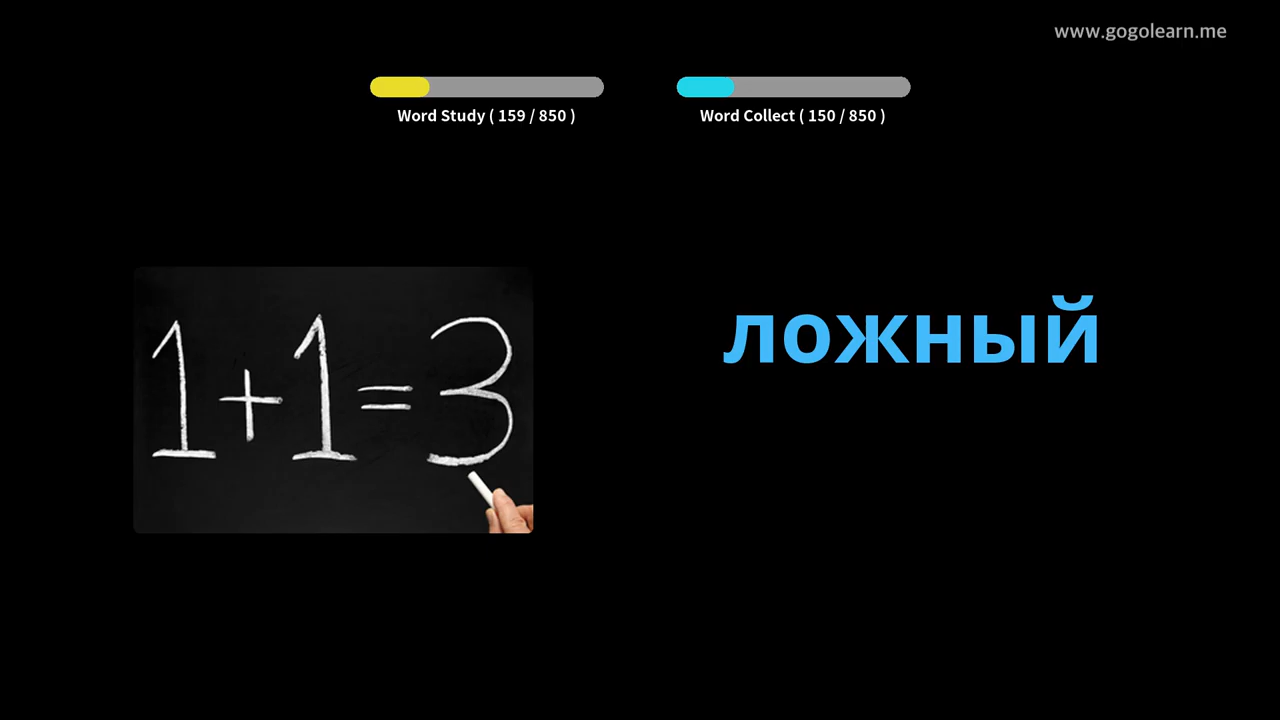 www.gogolearn.me
Word Study ( 159 / 850 )
Word Collect ( 150 / 850 )
ложный
1+1=3